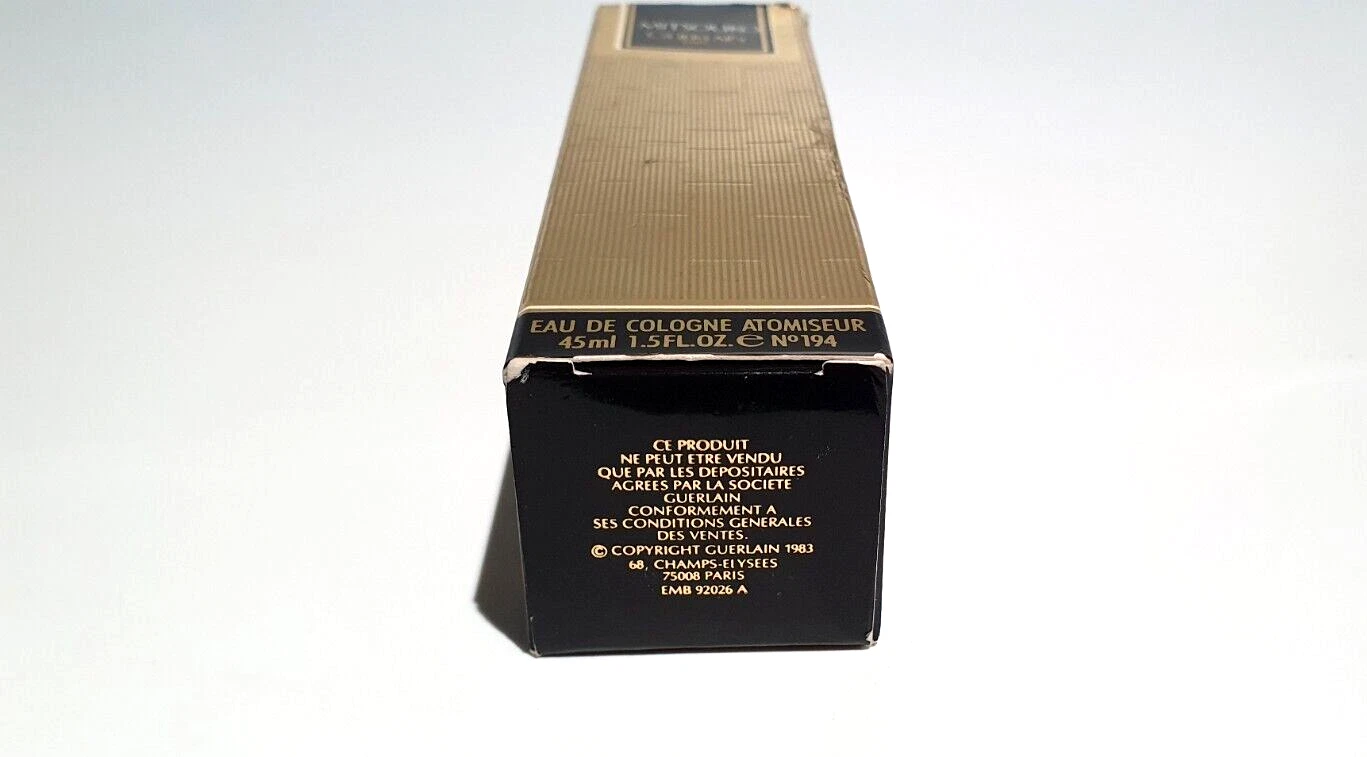 MITSOUKO
GUERLAIN
EAU DE COLOGNE ATOMISEUR
45ml 1.5FL.OZ. e Nº194
CE PRODUIT
NE PEUT ETRE VENDU
QUE PAR LES DEPOSITAIRES
AGREES PAR LA SOCIETE
GUERLAIN
CONFORMEMENT A
SES CONDITIONS GENERALES
DES VENTES.
© COPYRIGHT GUERLAIN 1983
68, CHAMPS-ELYSEES
75008 PARIS
EMB 92026 A